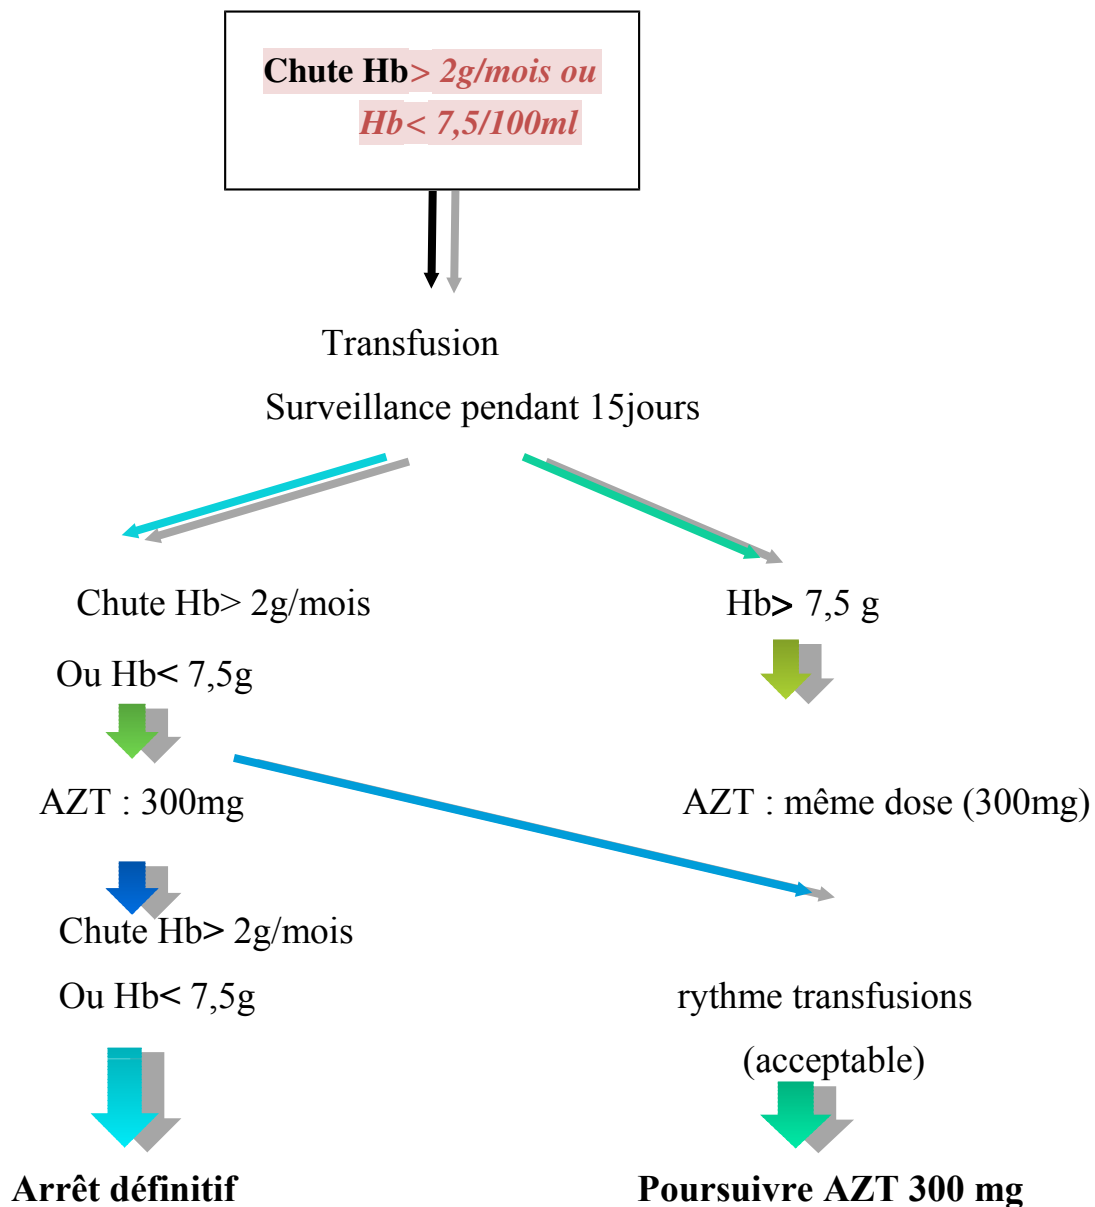 Chute Hb> 2g/mois ou
Hb< 7,5/100ml
Transfusion
Surveillance pendant 15jours
Chute Hb> 2g/mois
Ou Hb< 7,5g
Hb> 7,5 g
AZT : 300mg
AZT : même dose (300mg)
Chute Hb> 2g/mois
Ou Hb< 7,5g
rythme transfusions
(acceptable)
Arrêt définitif
Poursuivre AZT 300 mg